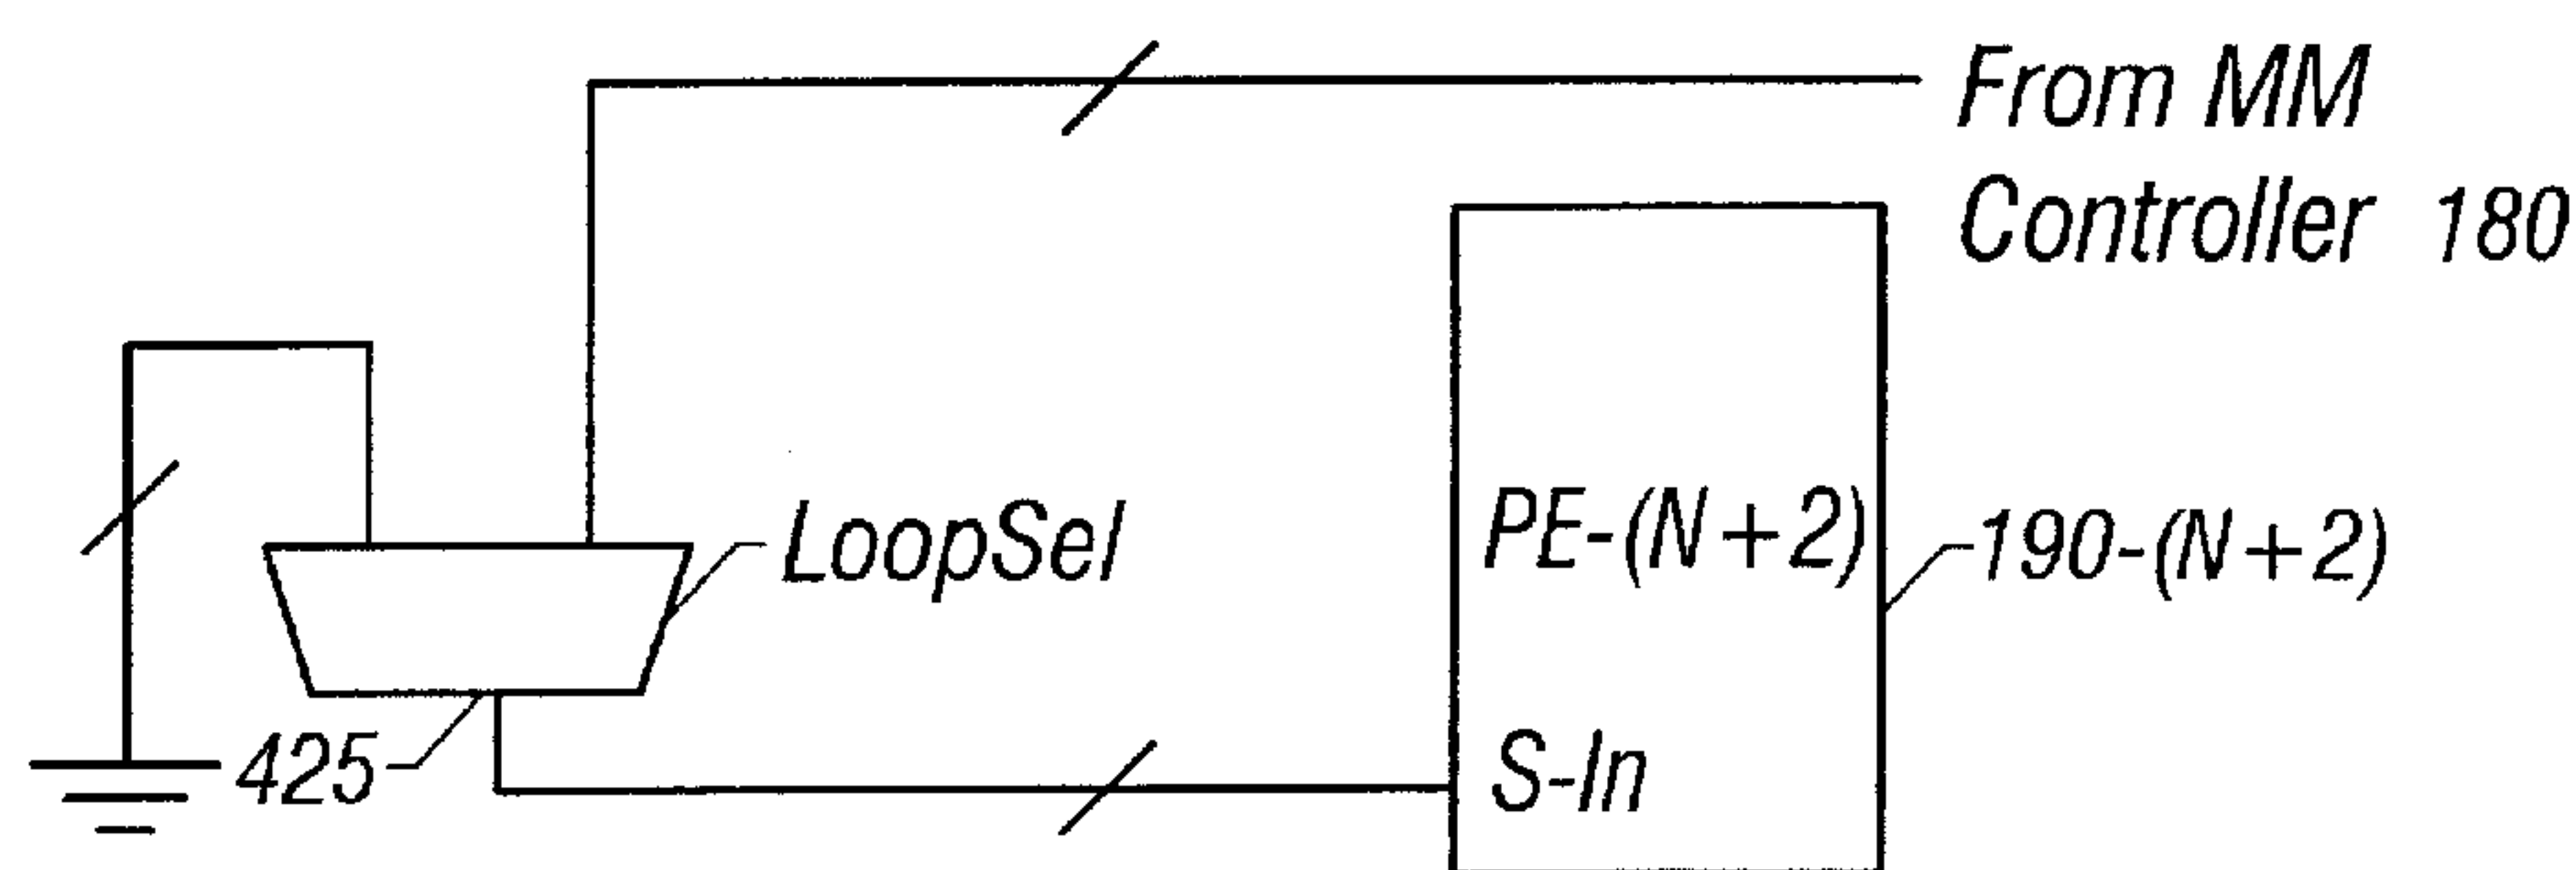 From MM
Controller 180
LoopSel
PE-(N+2)
190-(N+2)
425
S-In